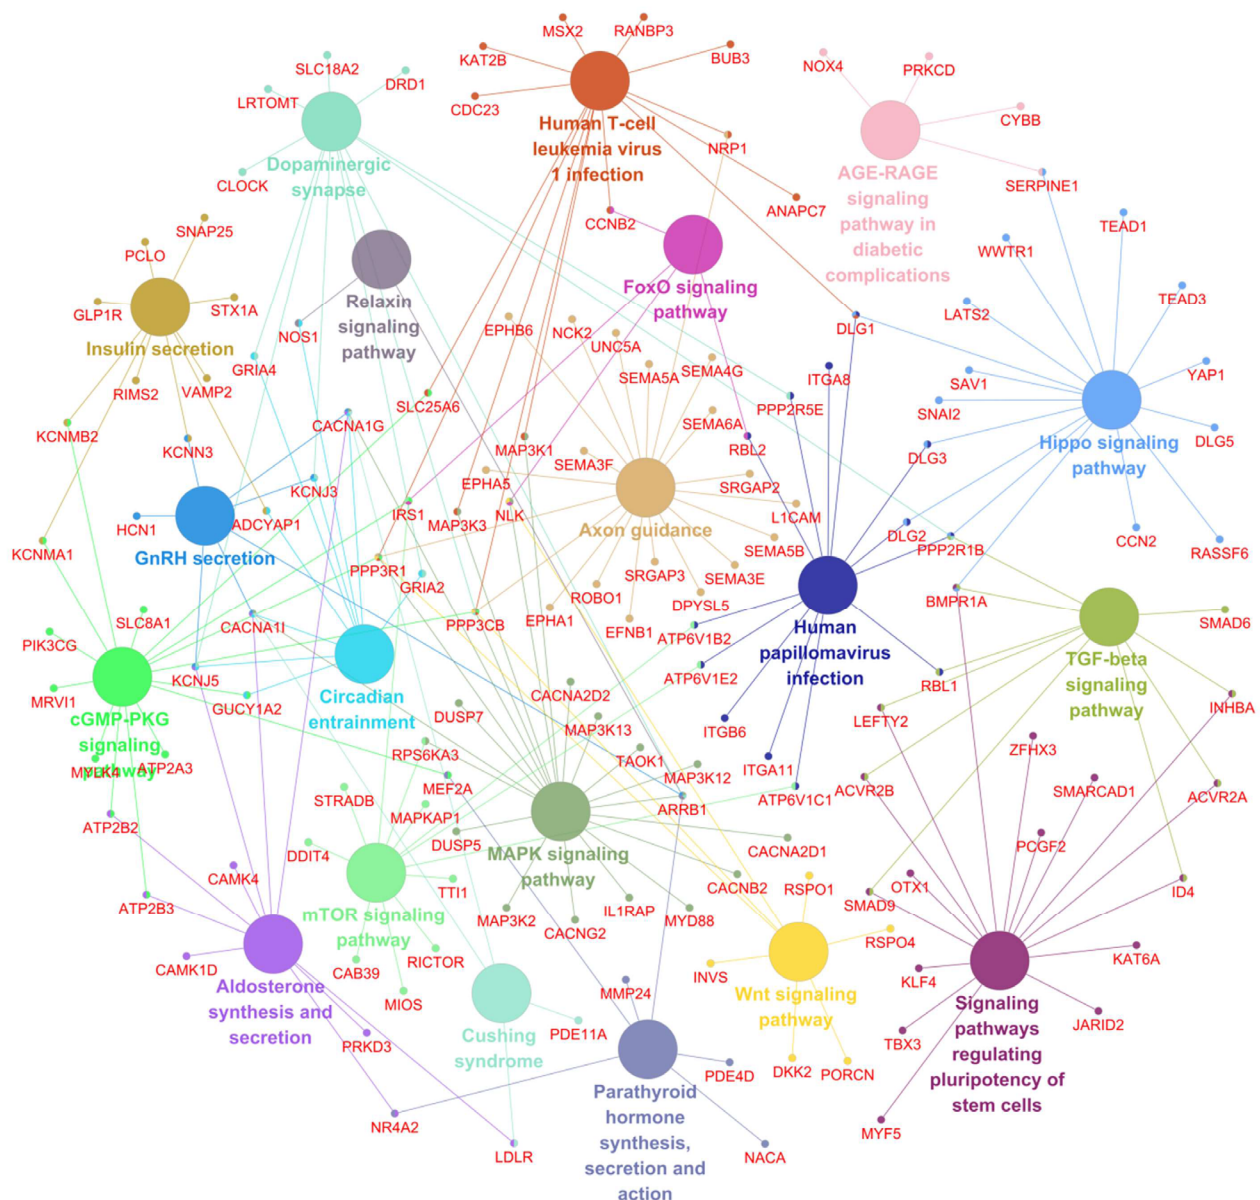 MSX2
RANBP3
KAT2B
BUB3
SLC18A2
NOX4
PRKCD
DRD1
LRTOMT
CDC23
CYBB
Human T-cell
leukemia virus
1 infection
NRP1
Dopaminergic
synapse
AGE-RAGE
signaling
pathway in
diabetic
complications
CLOCK
SERPINE1
ANAPC7
CCNB2
SNAP25
TEAD1
PCLO
WWTR1
FoxO signaling
pathway
Relaxin
signaling
pathway
TEAD3
GLP1R
STX1A
LATS2
EPHB6
NCK2
DLG1
NOS1
UNC5A
Insulin secretion
GRIA4
SEMA5A
SEMA4G
ITGA8
YAP1
SAV1
RIMS2
VAMP2
SLC25A6
PPP2R5E
SNAI2
CACNA1G
SEMA6A
KCNMB2
Hippo signaling
pathway
DLG5
KCNN3
MAP3K1
RBL2
DLG3
SEMA3F
EPHA5
SRGAP2
KCNJ3
HCN1
ADCYAP1
IRS1
MAP3K3
NLK
Axon guidance
L1CAM
DLG2
PPP2R1B
CCN2
RASSF6
KCNMA1
GnRH secretion
SEMA5B
PPP3R1
SRGAP3
SEMA3E
GRIA2
ROBO1
DPYSL5
BMPR1A
SLC8A1
CACNA1I
PPP3CB
EPHA1
EFNB1
ATP6V1B2
Human
papillomavirus
infection
SMAD6
PIK3CG
TGF-beta
signaling
pathway
KCNJ5
ATP6V1E2
RBL1
MRVI1
GUCY1A2
Circadian
entrainment
CACNA2D2
LEFTY2
INHBA
cGMP-PKG
signaling
pathway
DUSP7
MAP3K13
ITGB6
ZFHX3
RPS6KA3
TAOK1
MYLK4
ATP2A3
MAP3K12
ITGA11
MEF2A
ACVR2B
SMARCAD1
ACVR2A
STRADB
ARRB1
ATP6V1C1
MAPKAP1
ATP2B2
DUSP5
CACNA2D1
PCGF2
DDIT4
MAPK signaling
pathway
CAMK4
TTI1
CACNB2
RSPO1
OTX1
ID4
ATP2B3
SMAD9
mTOR signaling
pathway
MAP3K2
IL1RAP
MYD88
CACNG2
RSPO4
CAMK1D
CAB39
RICTOR
INVS
KLF4
KAT6A
Aldosterone
synthesis and
secretion
MIOS
MMP24
Wnt signaling
pathway
Signaling
pathways
regulating
pluripotency of
stem cells
JARID2
PRKD3
Cushing
syndrome
PDE11A
TBX3
PDE4D
DKK2
PORCN
Parathyroid
hormone
synthesis,
secretion and
action
NR4A2
MYF5
LDLR
NACA